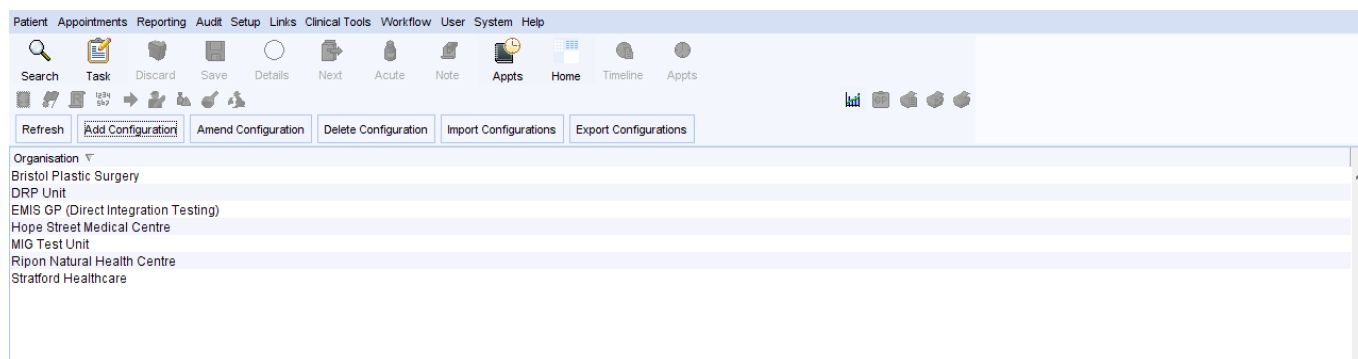 Patient Appointments Reporting Audit Setup Links Clinical Tools Workflow User System Help
Search Task Discard Save Details Next Acute Note Appts Home Timeline Appts
Refresh Add Configuration Amend Configuration Delete Configuration Import Configurations Export Configurations
Organisation
Bristol Plastic Surgery
DRP Unit
EMIS GP (Direct Integration Testing)
Hope Street Medical Centre
MIG Test Unit
Ripon Natural Health Centre
Stratford Healthcare